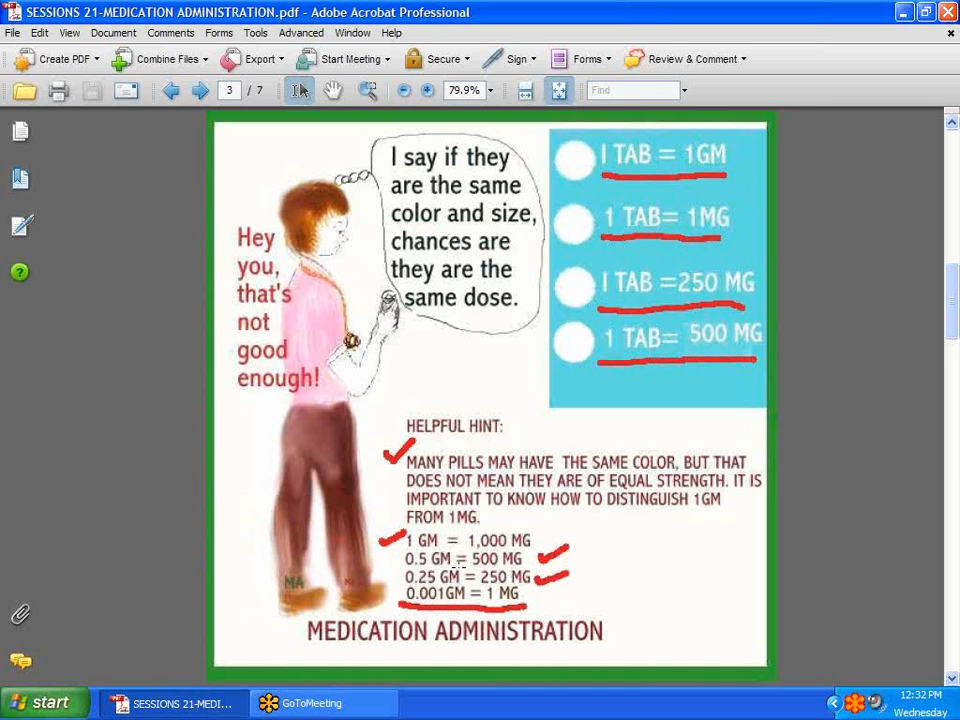 SESSIONS 21-MEDICATION ADMINISTRATION.pdf - Adobe Acrobat Professional
File Edit View Document Comments Forms Tools Advanced Window Help
Create PDF Combine Files Export Start Meeting Secure Sign Forms Review & Comment
3 / 7 79.9% Find
I say if they
are the same
color and size,
chances are
they are the
same dose.
Hey
you,
that's
not
good
enough!
I TAB = 1GM
1 TAB= 1MG
I TAB =250 MG
1 TAB= 500 MG
HELPFUL HINT:
MANY PILLS MAY HAVE THE SAME COLOR, BUT THAT
DOES NOT MEAN THEY ARE OF EQUAL STRENGTH. IT IS
IMPORTANT TO KNOW HOW TO DISTINGUISH 1GM
FROM 1MG.
1 GM = 1,000 MG
0.5 GM = 500 MG
0.25 GM = 250 MG
0.001GM = 1 MG
MA
MEDICATION ADMINISTRATION
start SESSIONS 21-MEDI... GoToMeeting 12:32 PM
Wednesday